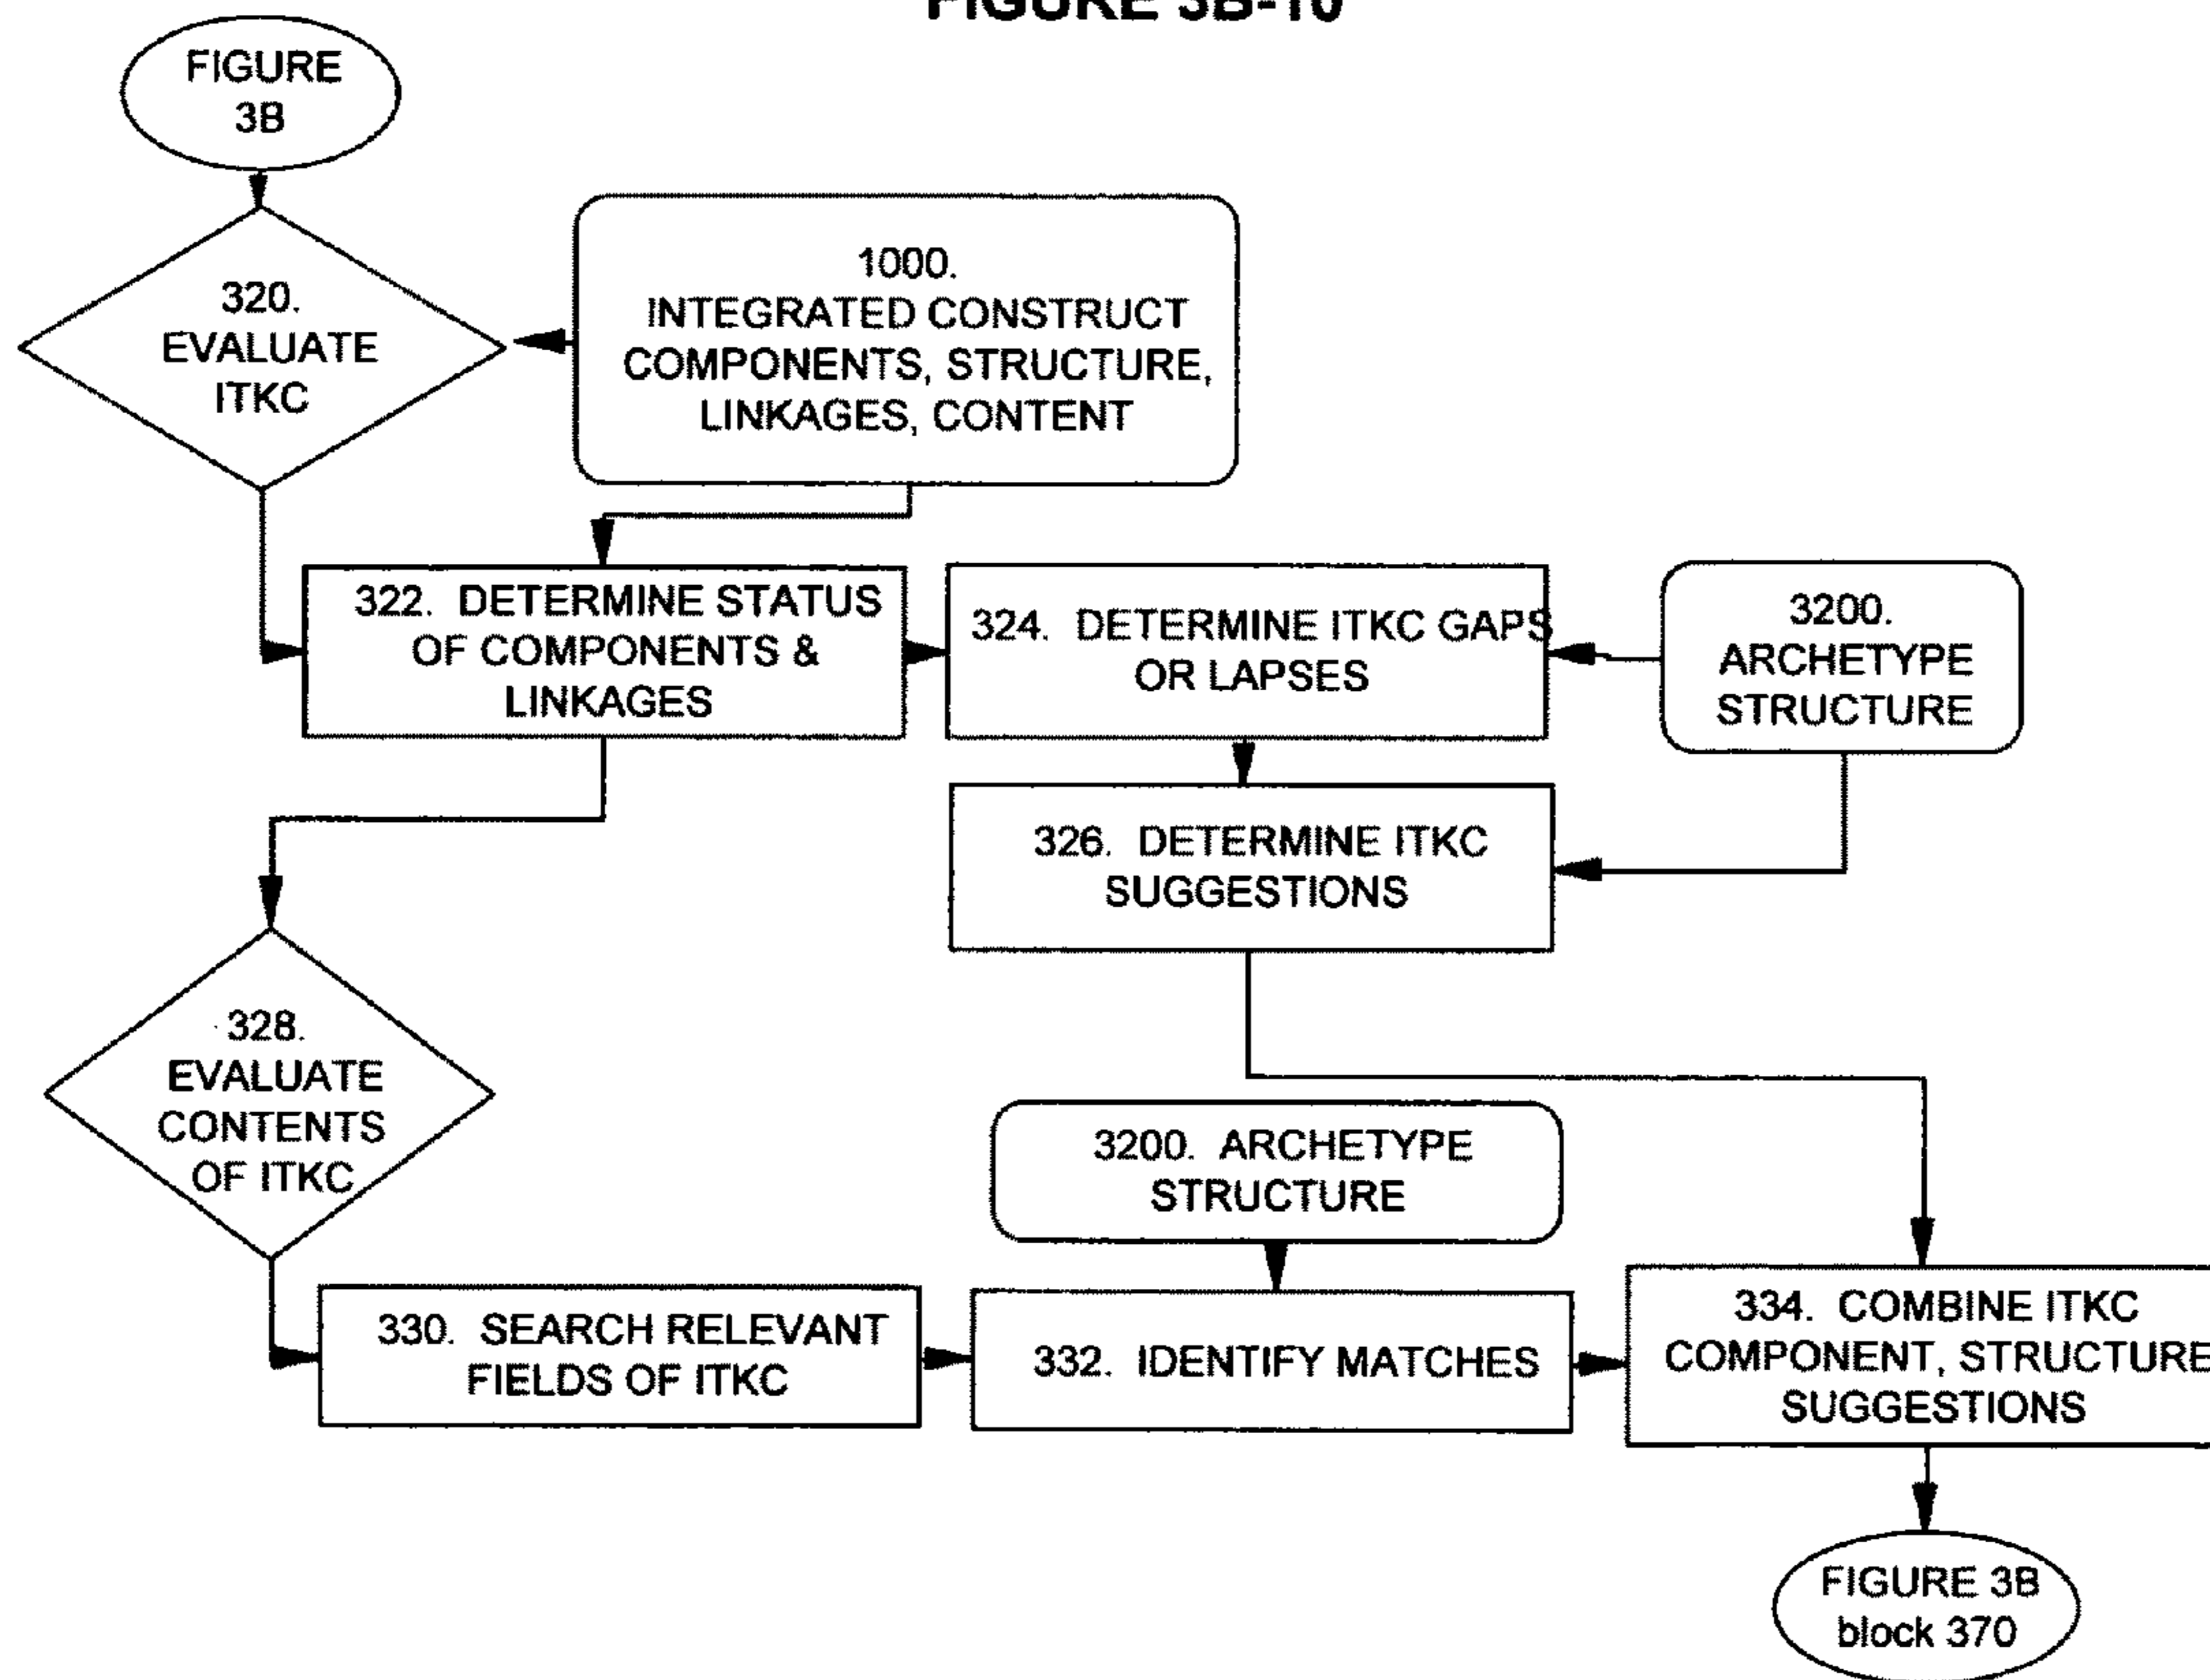 FIGURE 3B-10
FIGURE
3B
320.
EVALUATE
ITKC
1000.
INTEGRATED CONSTRUCT
COMPONENTS, STRUCTURE,
LINKAGES, CONTENT
322. DETERMINE STATUS
OF COMPONENTS &
LINKAGES
324. DETERMINE ITKC GAPS
OR LAPSES
3200.
ARCHETYPE
STRUCTURE
326. DETERMINE ITKC
SUGGESTIONS
328.
EVALUATE
CONTENTS
OF ITKC
3200. ARCHETYPE
STRUCTURE
330. SEARCH RELEVANT
FIELDS OF ITKC
332. IDENTIFY MATCHES
334. COMBINE ITKC
COMPONENT, STRUCTURE
SUGGESTIONS
FIGURE 3B
block 370